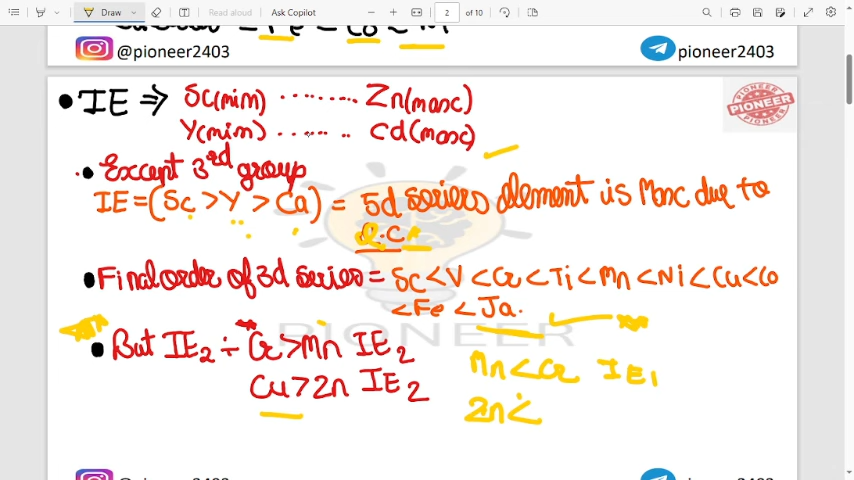 Draw
Read aloud
Ask Copilot
2
of 10
@pioneer2403
pioneer2403
PIONEER
• IE ⇒ Sc(min) ........ Zn(max)
Y(min) ....... Cd(max)
• Except 3rd group
IE=(Sc > Y > La) = 5d series element is Max due to
L.C
• Final order of 3d series = Sc < V < Cr < Ti < Mn < Ni < Cu < Co
< Fe < Zn.
PIONEER
• But IE2 ÷ Cr > Mn IE2
Cu > Zn IE2
Mn < Cr IE1
Zn <